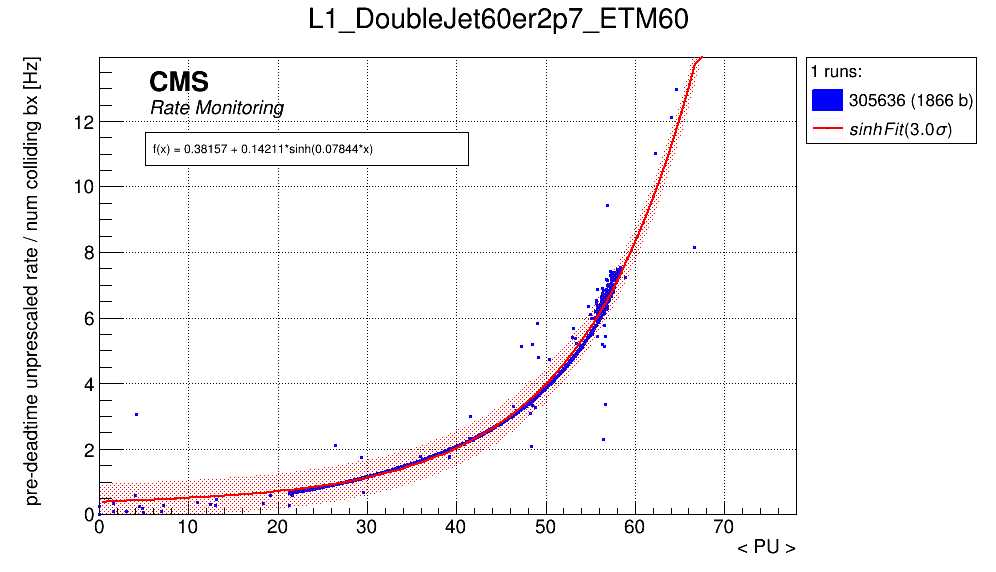 L1_DoubleJet60er2p7_ETM60
pre-deadtime unprescaled rate / num colliding bx [Hz]
CMS
Rate Monitoring
f(x) = 0.38157 + 0.14211*sinh(0.07844*x)
12
10
8
6
4
2
0
0 10 20 30 40 50 60 70
< PU >
1 runs:
305636 (1866 b)
sinhFit(3.0σ)